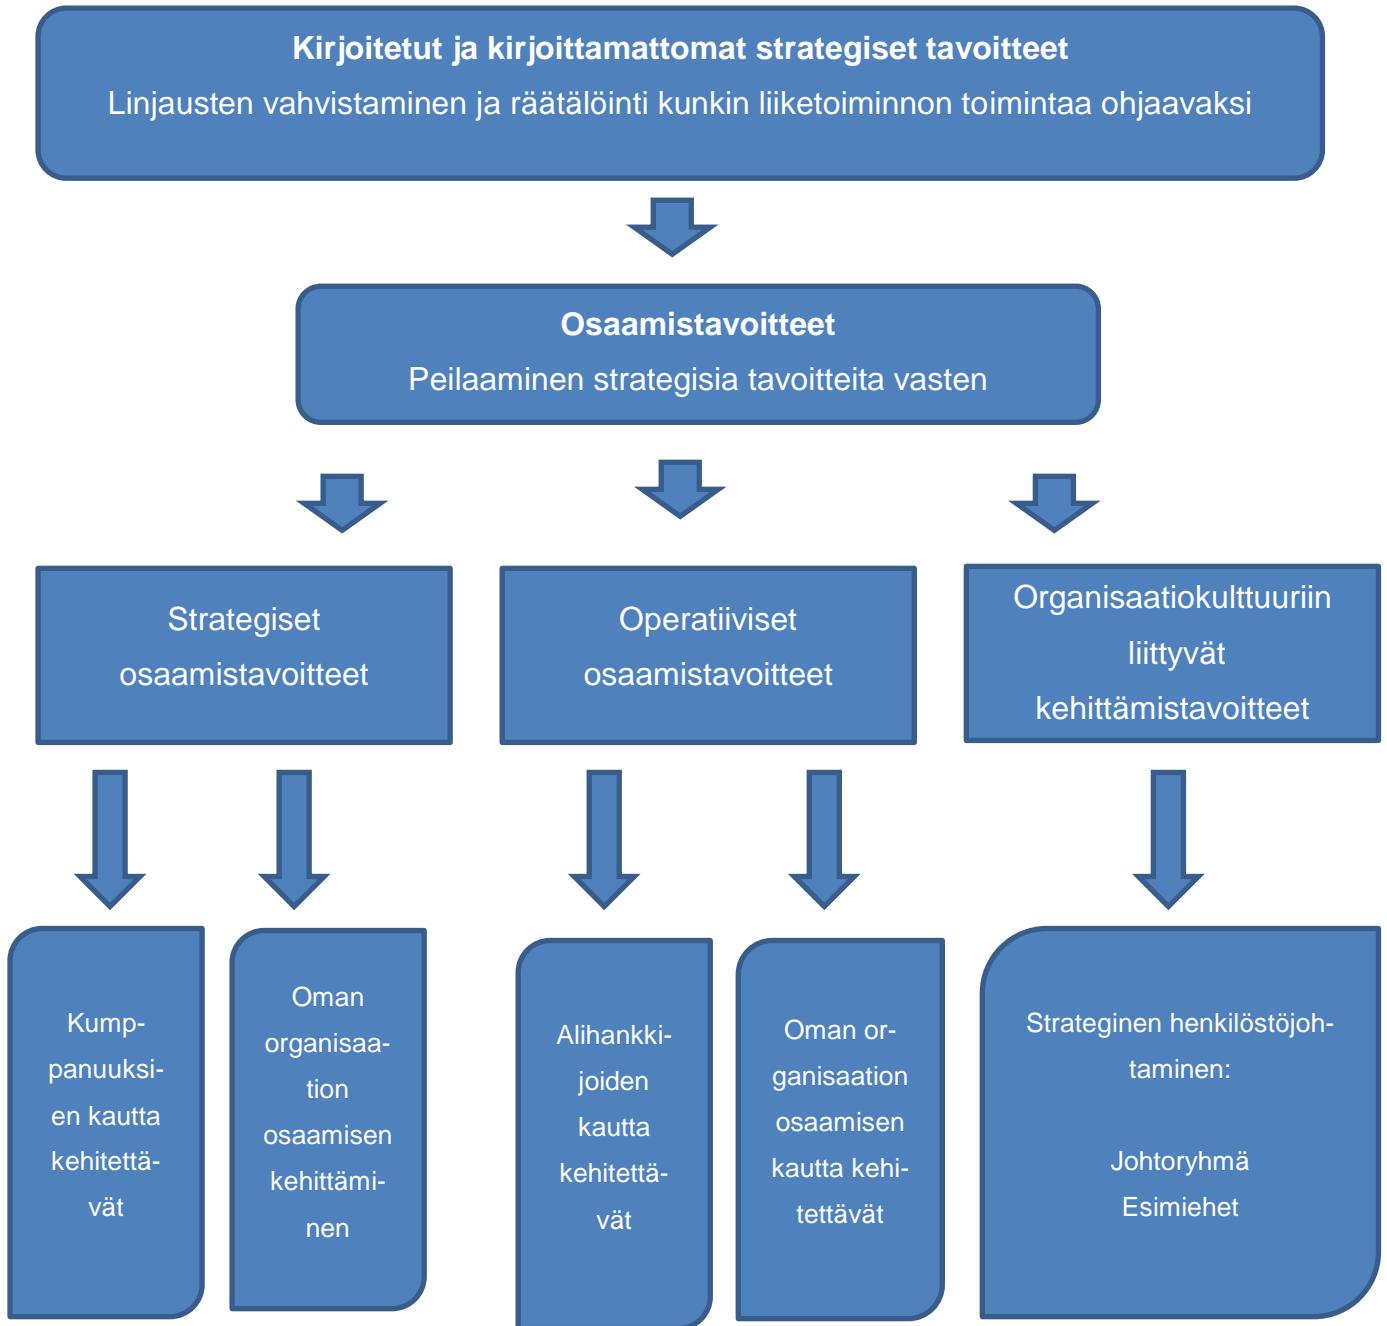 Kirjoitetut ja kirjoittamattomat strategiset tavoitteet
Linjausten vahvistaminen ja räätälöinti kunkin liiketoiminnon toimintaa ohjaavaksi
Osaamistavoitteet
Peilaaminen strategisia tavoitteita vasten
Strategiset
osaamistavoitteet
Operatiiviset
osaamistavoitteet
Organisaatiokulttuuriin
liittyvät
kehittämistavoitteet
Kump-
panuuksi-
en kautta
kehitettä-
vät
Oman
organisaa-
tion
osaamisen
kehittämi-
nen
Alihankki-
joiden
kautta
kehitettä-
vät
Oman or-
ganisaation
osaamisen
kautta kehi-
tettävät
Strateginen henkilöstöjoh-
taminen:
Johtoryhmä
Esimiehet